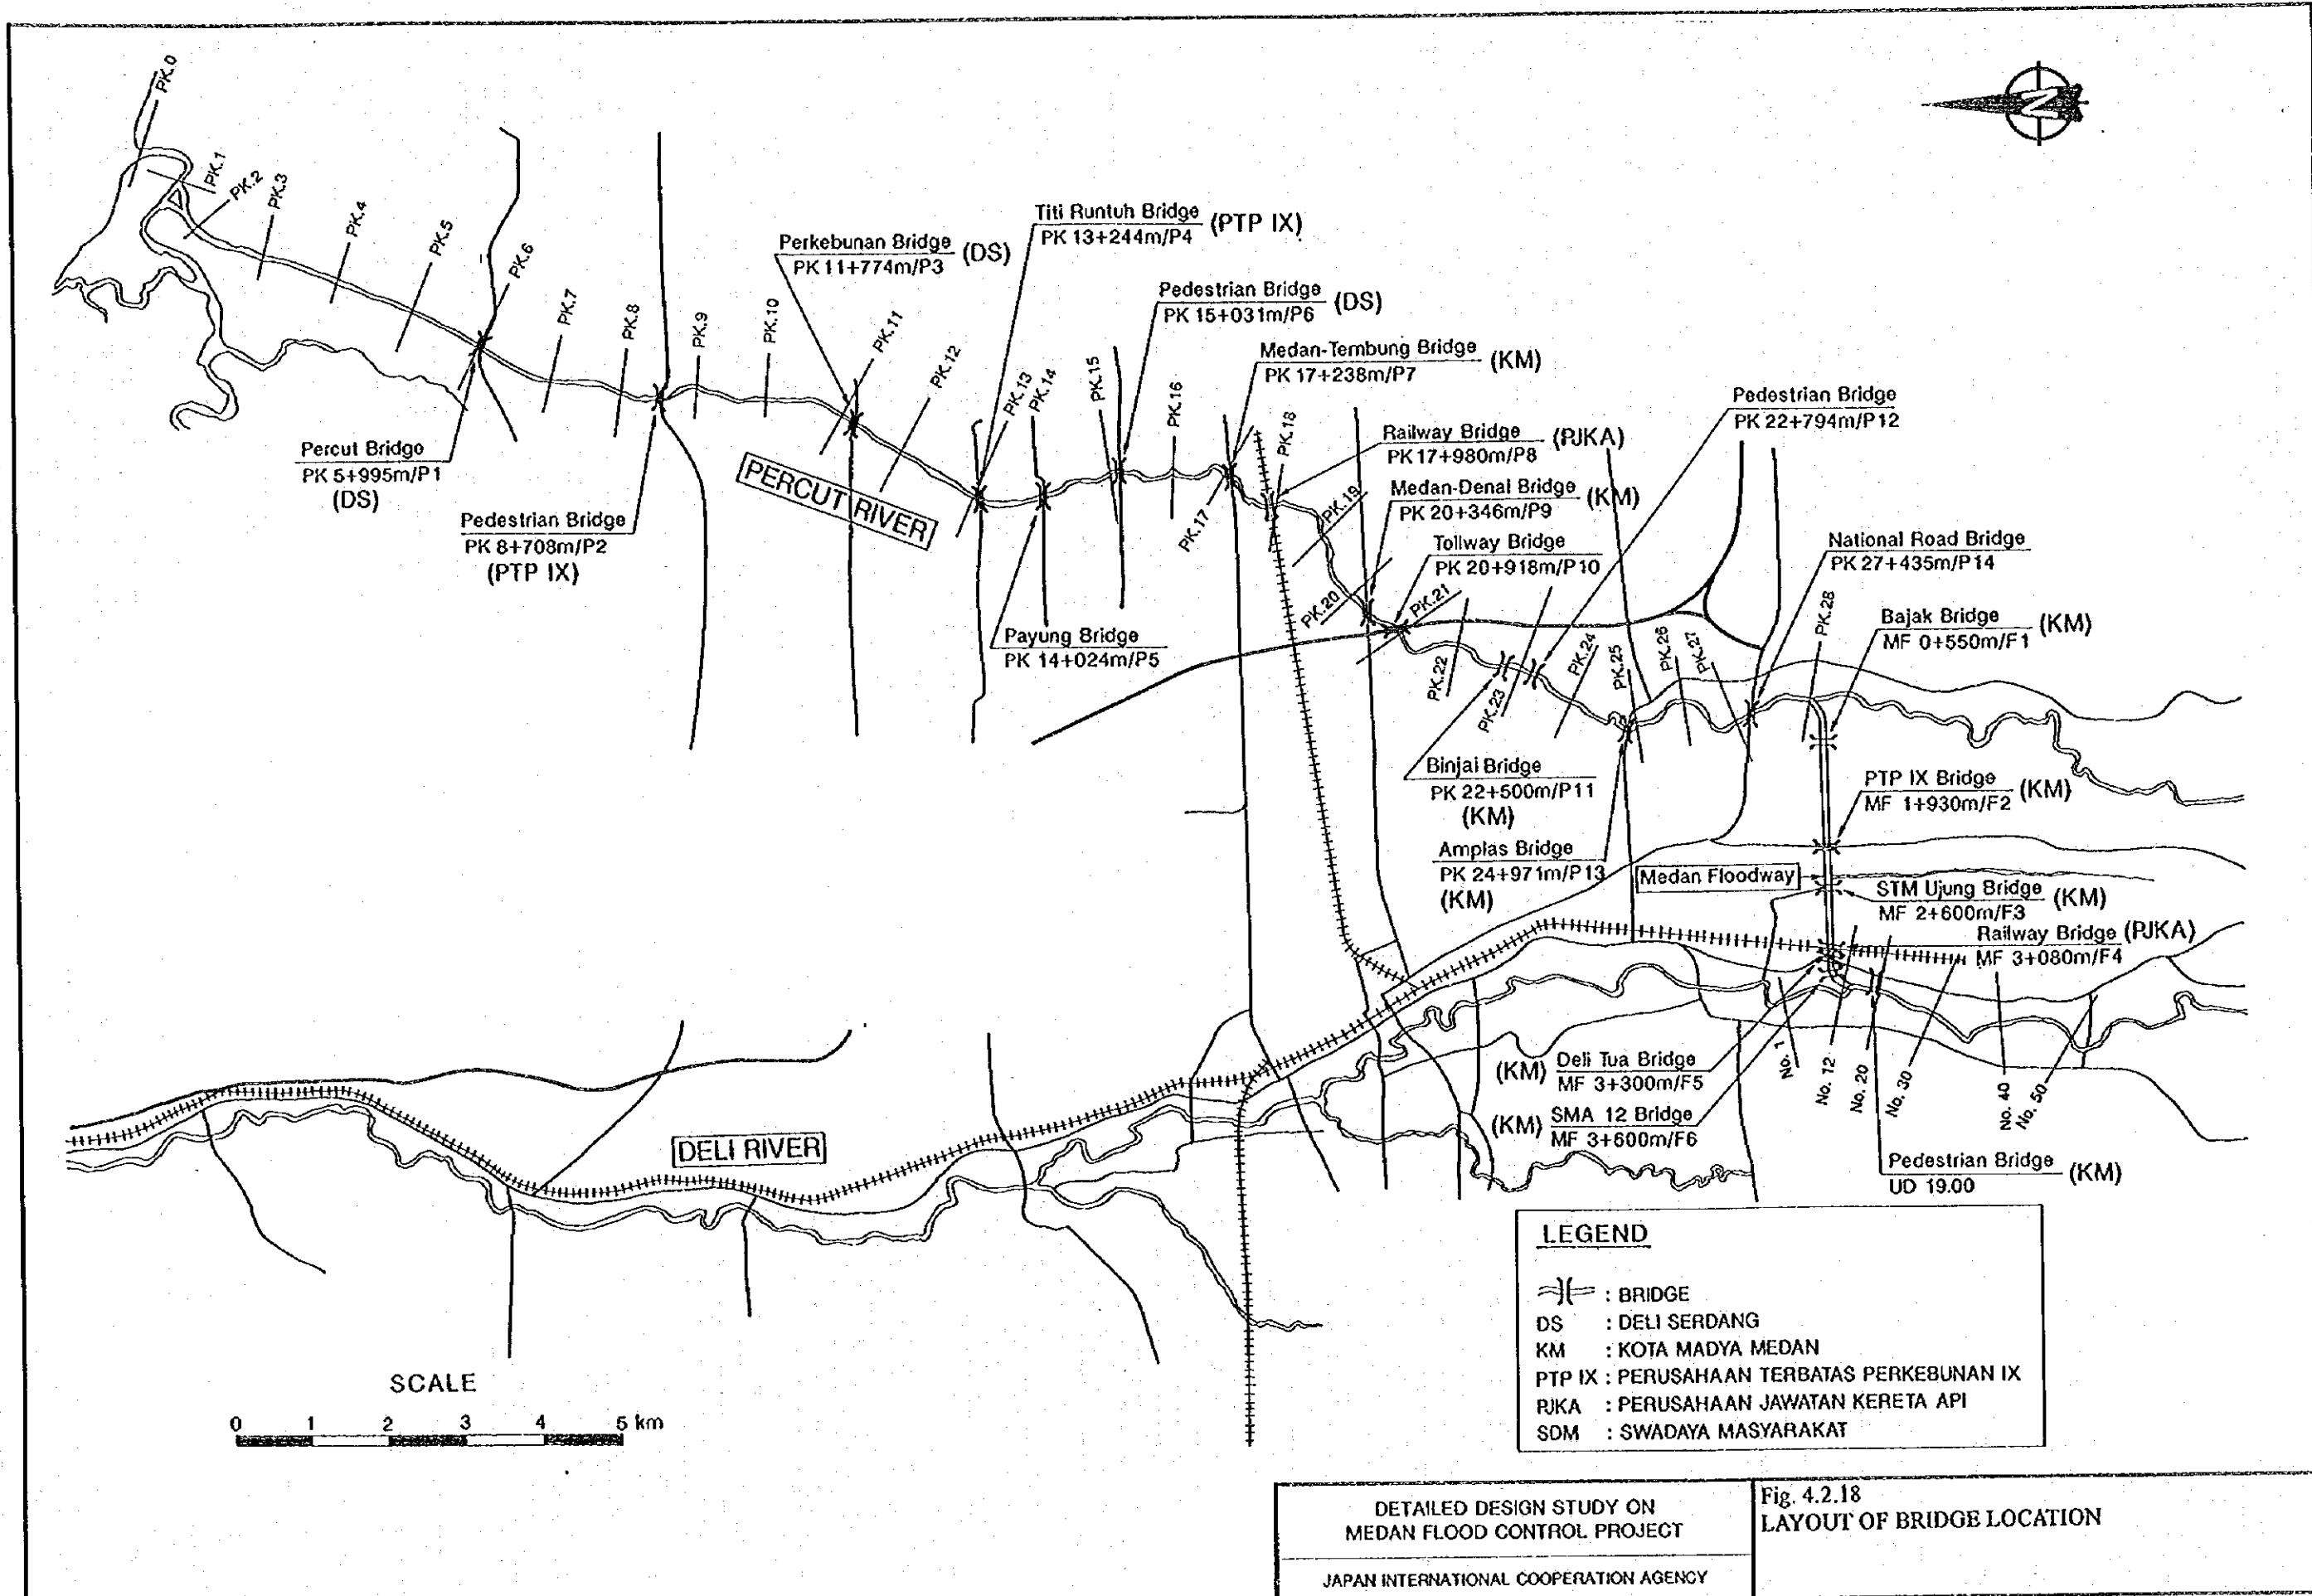 PK.0
PK.1
PK.2
PK.3
PK.4
PK.5
PK.6
PK.7
PK.8
PK.9
PK.10
PK.11
PK.12
PK.13
PK.14
PK.15
PK.16
PK.17
PK.18
PK.19
PK.20
PK.21
PK.22
PK.23
PK.24
PK.25
PK.26
PK.27
PK.28
N
Percut Bridge
PK 5+995m/P1
(DS)
Pedestrian Bridge
PK 8+708m/P2
(PTP IX)
Perkebunan Bridge (DS)
PK 11+774m/P3
Titi Runtuh Bridge (PTP IX)
PK 13+244m/P4
Payung Bridge
PK 14+024m/P5
Pedestrian Bridge (DS)
PK 15+031m/P6
Medan-Tembung Bridge (KM)
PK 17+238m/P7
Railway Bridge (PJKA)
PK 17+980m/P8
Medan-Denai Bridge (KM)
PK 20+346m/P9
Tollway Bridge
PK 20+918m/P10
Binjai Bridge
PK 22+500m/P11
(KM)
Pedestrian Bridge
PK 22+794m/P12
Amplas Bridge
PK 24+971m/P13
(KM)
National Road Bridge
PK 27+435m/P14
Bajak Bridge (KM)
MF 0+550m/F1
PTP IX Bridge (KM)
MF 1+930m/F2
Medan Floodway
STM Ujung Bridge (KM)
MF 2+600m/F3
Railway Bridge (PJKA)
MF 3+080m/F4
(KM) Deli Tua Bridge
MF 3+300m/F5
(KM) SMA 12 Bridge
MF 3+600m/F6
No. 12
No. 20
No. 30
No. 40
No. 50
Pedestrian Bridge (KM)
UD 19.00
PERCUT RIVER
DELI RIVER
SCALE
0 1 2 3 4 5 km
LEGEND
: BRIDGE
DS : DELI SERDANG
KM : KOTA MADYA MEDAN
PTP IX : PERUSAHAAN TERBATAS PERKEBUNAN IX
PJKA : PERUSAHAAN JAWATAN KERETA API
SDM : SWADAYA MASYARAKAT
DETAILED DESIGN STUDY ON
MEDAN FLOOD CONTROL PROJECT
JAPAN INTERNATIONAL COOPERATION AGENCY
Fig. 4.2.18
LAYOUT OF BRIDGE LOCATION